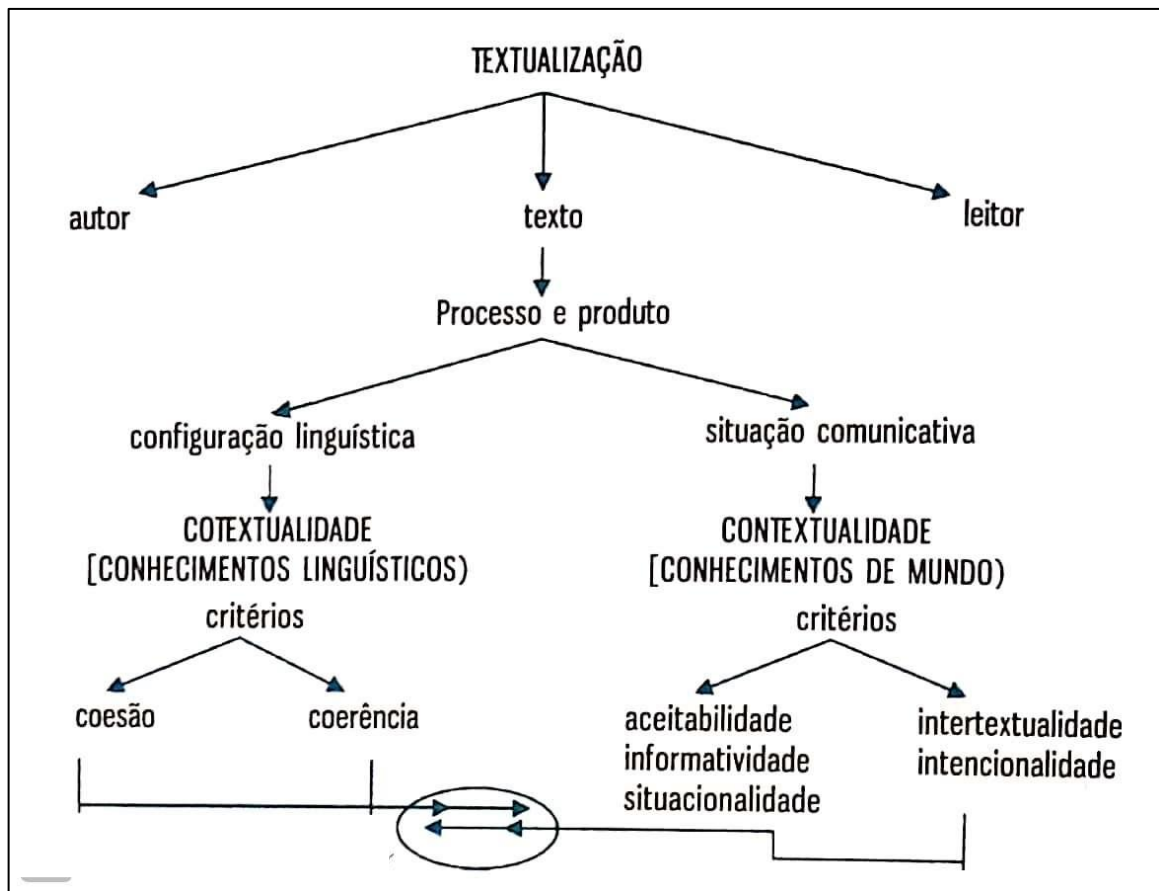 TEXTUALIZAÇÃO
autor
texto
leitor
Processo e produto
configuração linguística
situação comunicativa
COTEXTUALIDADE
[CONHECIMENTOS LINGUÍSTICOS)
CONTEXTUALIDADE
[CONHECIMENTOS DE MUNDO)
critérios
critérios
coesão
coerência
aceitabilidade
informatividade
situacionalidade
intertextualidade
intencionalidade